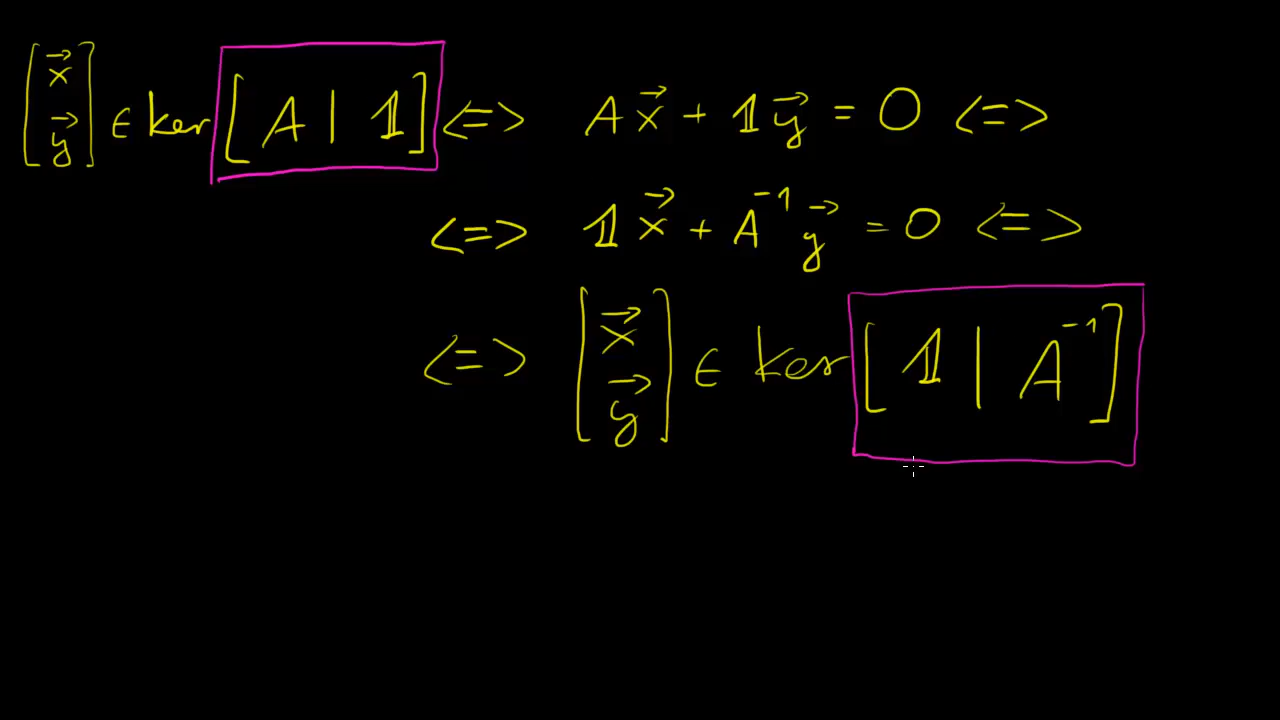 [x⃗ y⃗] ∈ ker [A | 𝟙] <=> Ax⃗ + 𝟙y⃗ = 0 <=>
<=> 𝟙x⃗ + A⁻¹y⃗ = 0 <=>
<=> [x⃗ y⃗] ∈ ker [𝟙 | A⁻¹]